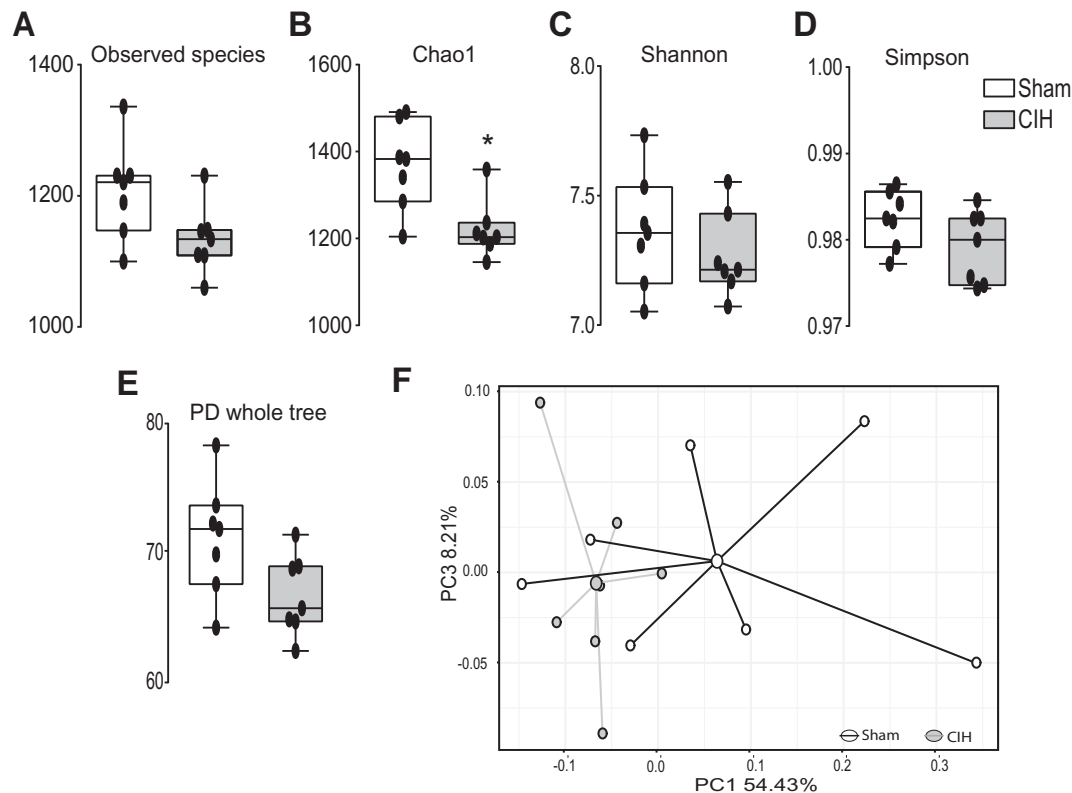 A
Observed species
1400
1200
1000
B
Chao1
1600
1400
1200
1000
*
C
Shannon
8.0
7.5
7.0
D
Simpson
1.00
0.99
0.98
0.97
Sham
CIH
E
PD whole tree
80
70
60
F
PC3 8.21%
0.10
0.05
0.00
-0.05
Sham
CIH
-0.1
0.0
0.1
0.2
0.3
PC1 54.43%